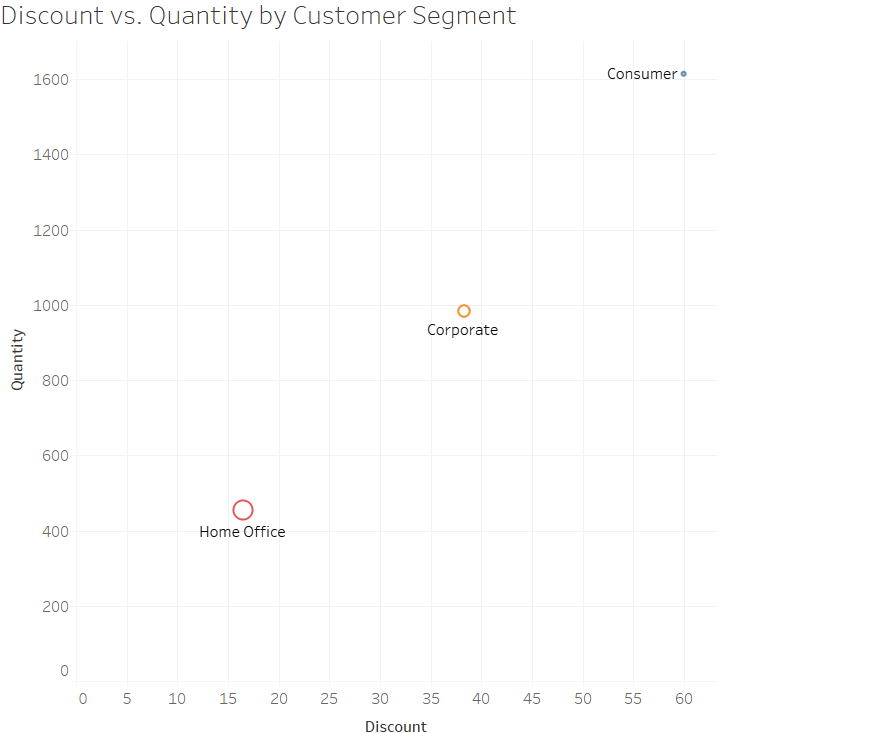 Discount vs. Quantity by Customer Segment
Consumer
1600
1400
1200
1000
Corporate
Quantity
800
600
400
Home Office
200
0
0 5 10 15 20 25 30 35 40 45 50 55 60
Discount